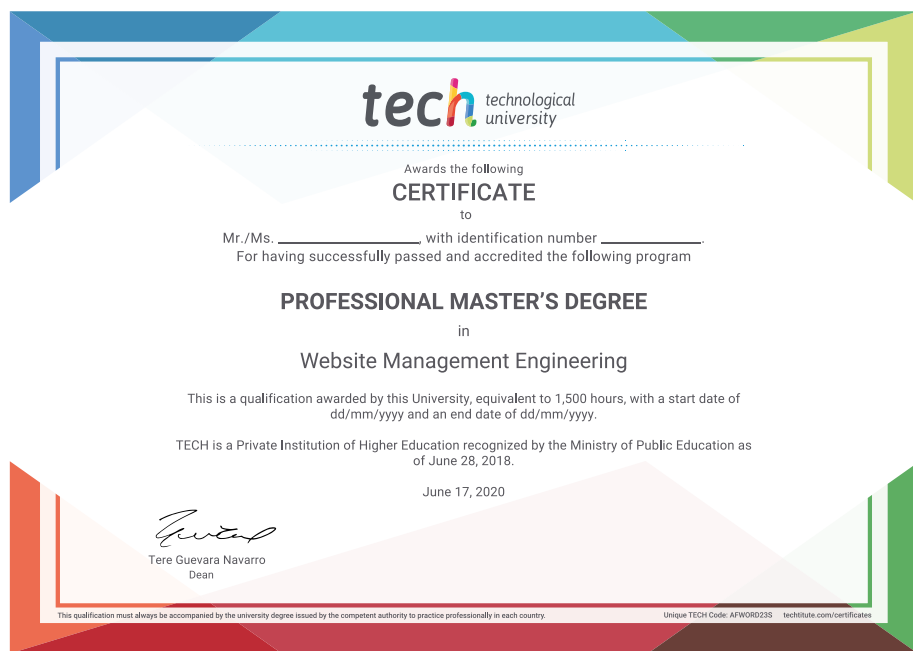 tech technological
university
Awards the following
CERTIFICATE
to
Mr./Ms. ____________________, with identification number ______________.
For having successfully passed and accredited the following program
PROFESSIONAL MASTER'S DEGREE
in
Website Management Engineering
This is a qualification awarded by this University, equivalent to 1,500 hours, with a start date of
dd/mm/yyyy and an end date of dd/mm/yyyy.
TECH is a Private Institution of Higher Education recognized by the Ministry of Public Education as
of June 28, 2018.
June 17, 2020
Tere Guevara Navarro
Dean
This qualification must always be accompanied by the university degree issued by the competent authority to practice professionally in each country.
Unique TECH Code: AFWORD23S techtitute.com/certificates